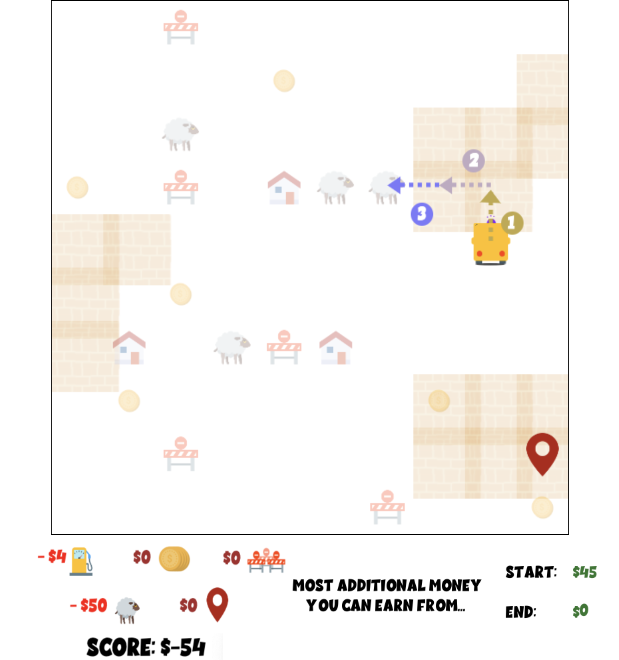 2
3
1
- $4
$0
$0
- $50
$0
MOST ADDITIONAL MONEY
YOU CAN EARN FROM...
START: $45
END: $0
SCORE: $-54